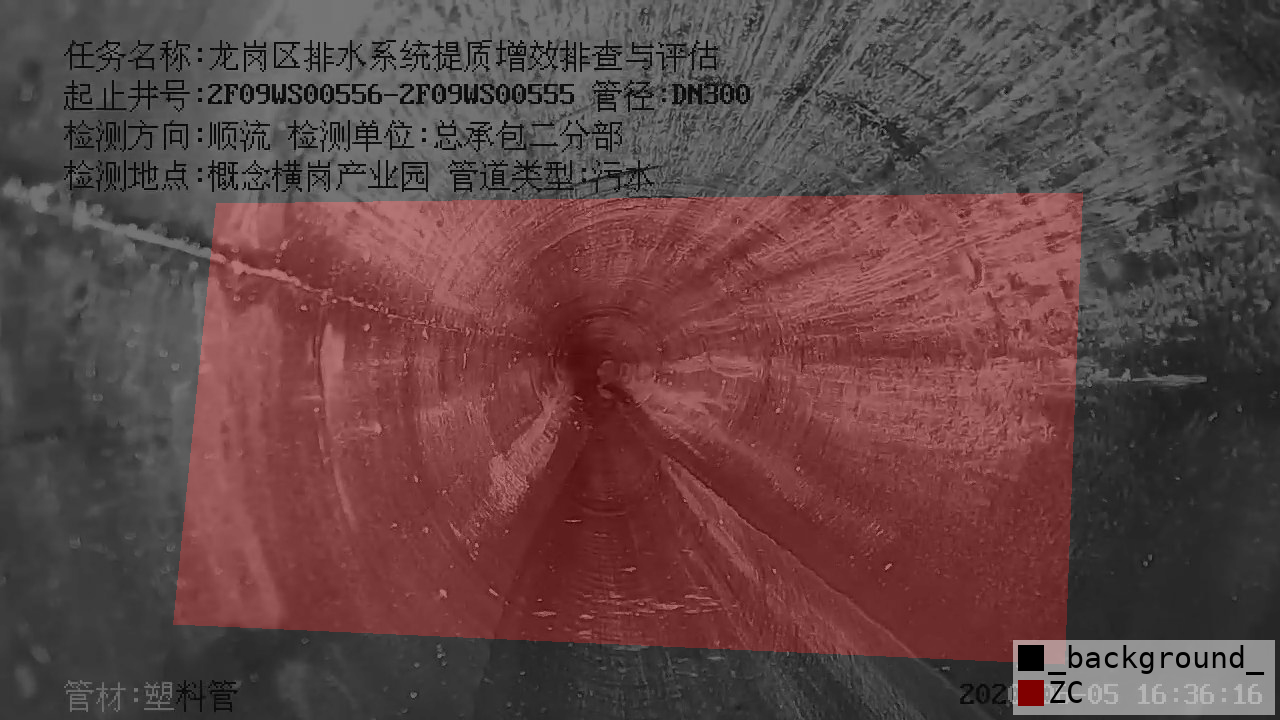 任务名称:龙岗区排水系统提质增效排查与评估
起止井号:2F09WS00556-2F09WS00555 管径:DN300
检测方向:顺流 检测单位:总承包二分部
检测地点:概念横岗产业园 管道类型:污水
管材:塑料管
_background_
ZC
16:36:16